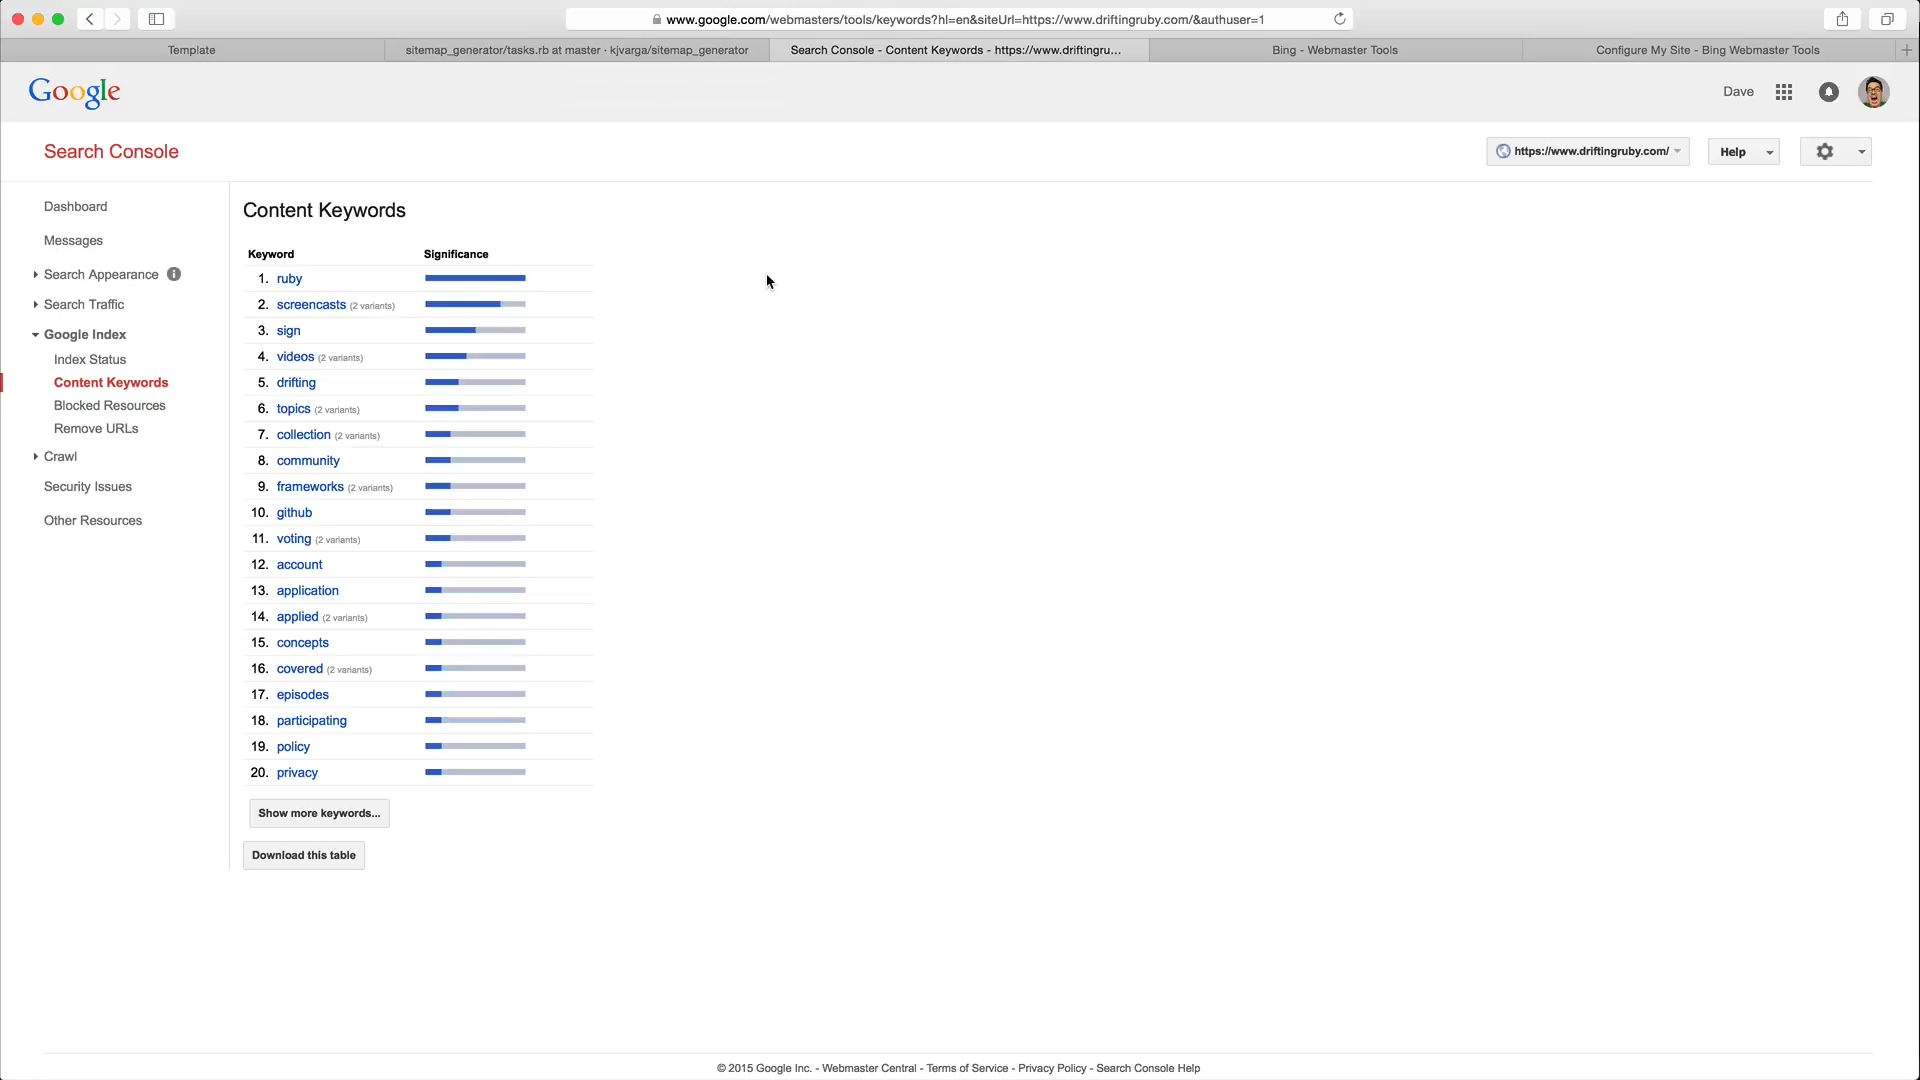 www.google.com/webmasters/tools/keywords?hl=en&siteUrl=https://www.driftingruby.com/&authuser=1
Template
sitemap_generator/tasks.rb at master · kjvarga/sitemap_generator
Search Console - Content Keywords - https://www.driftingru...
Bing - Webmaster Tools
Configure My Site - Bing Webmaster Tools
Google
Dave
Search Console
https://www.driftingruby.com/
Help
Dashboard
Messages
Search Appearance
Search Traffic
Google Index
Index Status
Content Keywords
Blocked Resources
Remove URLs
Crawl
Security Issues
Other Resources
Content Keywords
Keyword Significance
1. ruby
2. screencasts (2 variants)
3. sign
4. videos (2 variants)
5. drifting
6. topics (2 variants)
7. collection (2 variants)
8. community
9. frameworks (2 variants)
10. github
11. voting (2 variants)
12. account
13. application
14. applied (2 variants)
15. concepts
16. covered (2 variants)
17. episodes
18. participating
19. policy
20. privacy
Show more keywords...
Download this table
© 2015 Google Inc. - Webmaster Central - Terms of Service - Privacy Policy - Search Console Help